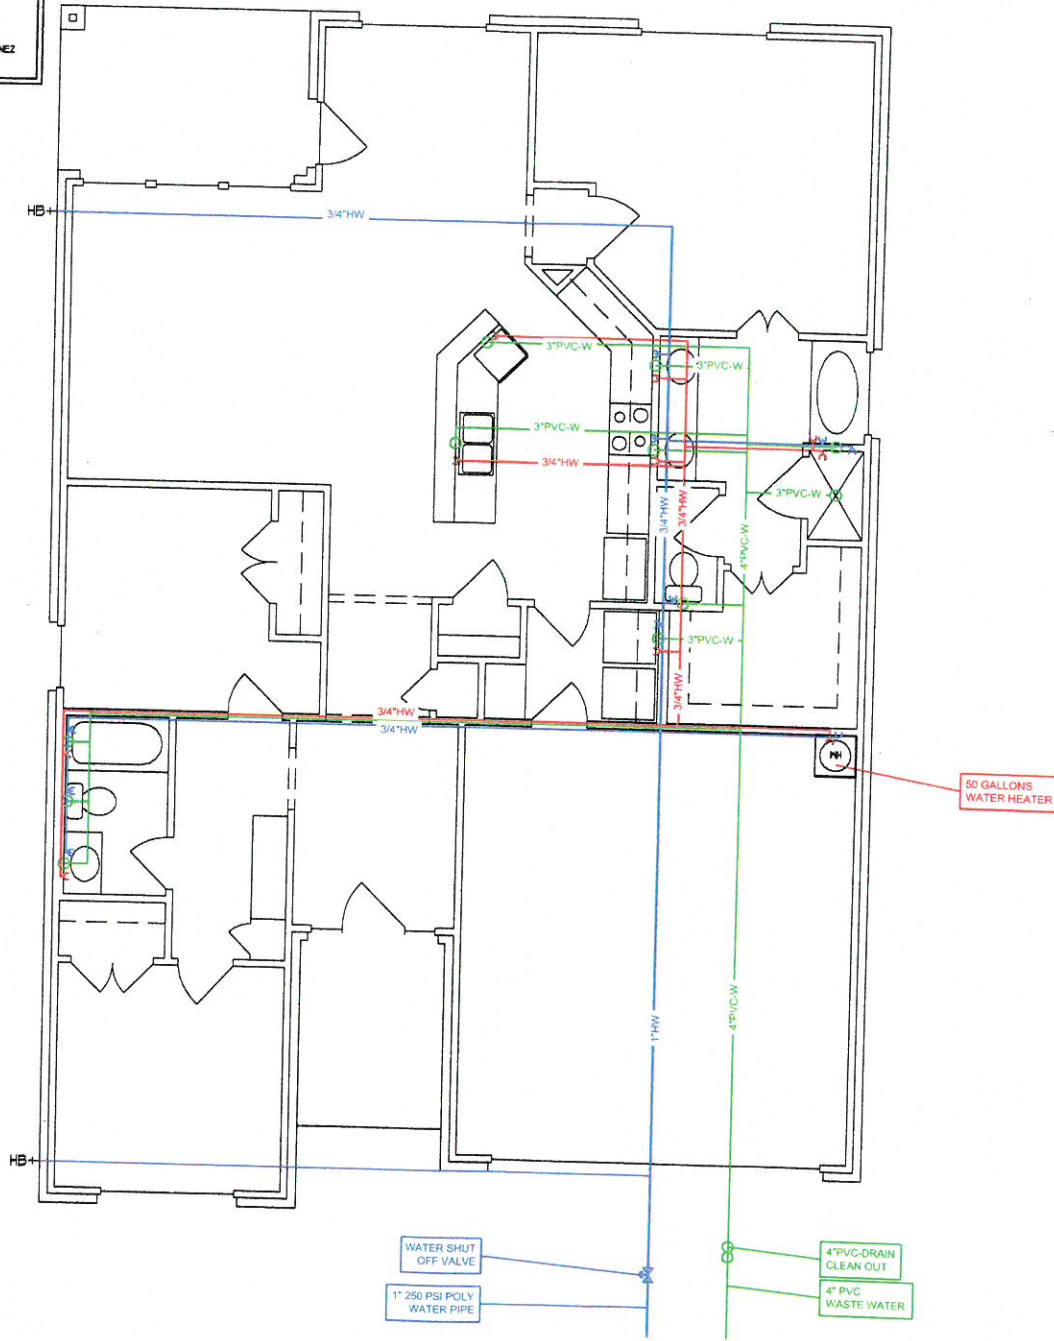 NEZ
HB
3/4"HW
3"PVC-W
3"PVC-W
3"PVC-W
3/4"HW
3"PVC-W
3/4"HW
3/4"HW
4"PVC-W
3"PVC-W
3/4"HW
3/4"HW
3/4"HW
WH
50 GALLONS
WATER HEATER
1"HW
4"PVC-W
HB
WATER SHUT
OFF VALVE
4"PVC-DRAIN
CLEAN OUT
1" 250 PSI POLY
WATER PIPE
4" PVC
WASTE WATER